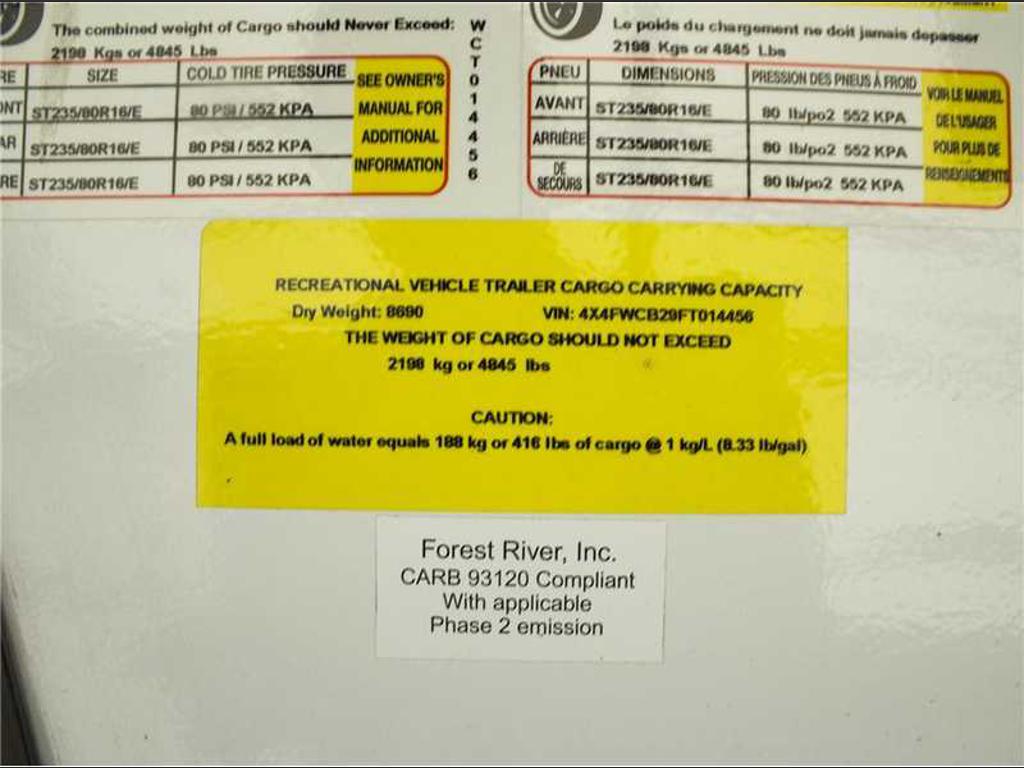 The combined weight of Cargo should Never Exceed:
2198 Kgs or 4845 Lbs
RE SIZE COLD TIRE PRESSURE
ONT ST235/80R16/E 80 PSI / 552 KPA
AR ST235/80R16/E 80 PSI / 552 KPA
RE ST235/80R16/E 80 PSI / 552 KPA
SEE OWNER'S
MANUAL FOR
ADDITIONAL
INFORMATION
WCT014456
Le poids du chargement ne doit jamais depasser
2198 Kgs or 4845 Lbs
PNEU DIMENSIONS PRESSION DES PNEUS À FROID
AVANT ST235/80R16/E 80 lb/po2 552 KPA
ARRIÈRE ST235/80R16/E 80 lb/po2 552 KPA
DE SECOURS ST235/80R16/E 80 lb/po2 552 KPA
VOIR LE MANUEL
DE L'USAGER
POUR PLUS DE
RENSEIGNEMENTS
RECREATIONAL VEHICLE TRAILER CARGO CARRYING CAPACITY
Dry Weight: 8690 VIN: 4X4FWCB29FT014456
THE WEIGHT OF CARGO SHOULD NOT EXCEED
2198 kg or 4845 lbs
CAUTION:
A full load of water equals 188 kg or 416 lbs of cargo @ 1 kg/L (8.33 lb/gal)
Forest River, Inc.
CARB 93120 Compliant
With applicable
Phase 2 emission